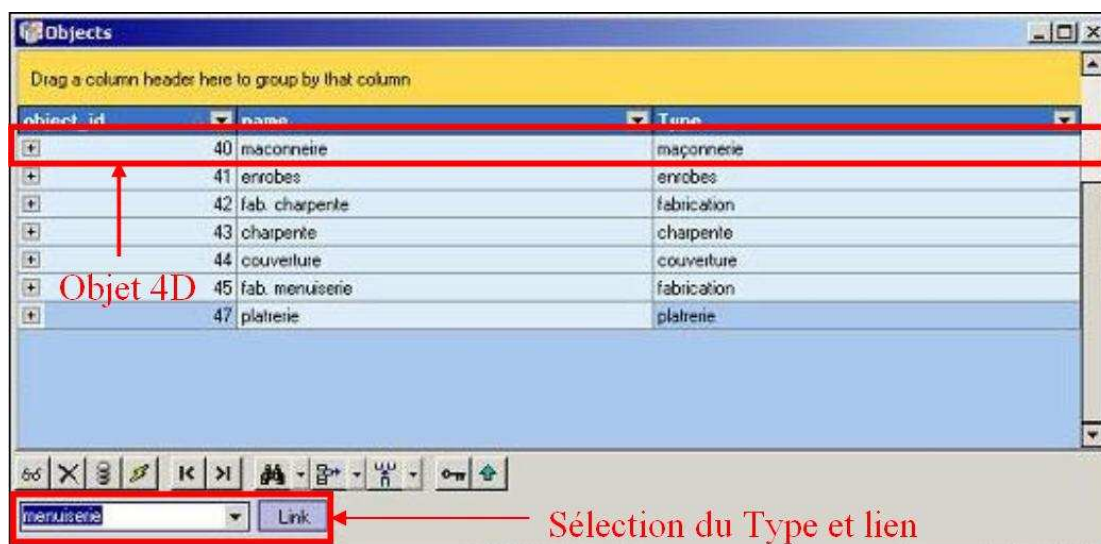 Objects
Drag a column header here to group by that column
object_id name Type
40 maconneire maçonnerie
41 enrobes enrobes
42 fab. charpente fabrication
43 charpente charpente
44 couverture couverture
Objet 4D 45 fab. menuiserie fabrication
47 platrerie platrerie
menuiserie Link Sélection du Type et lien